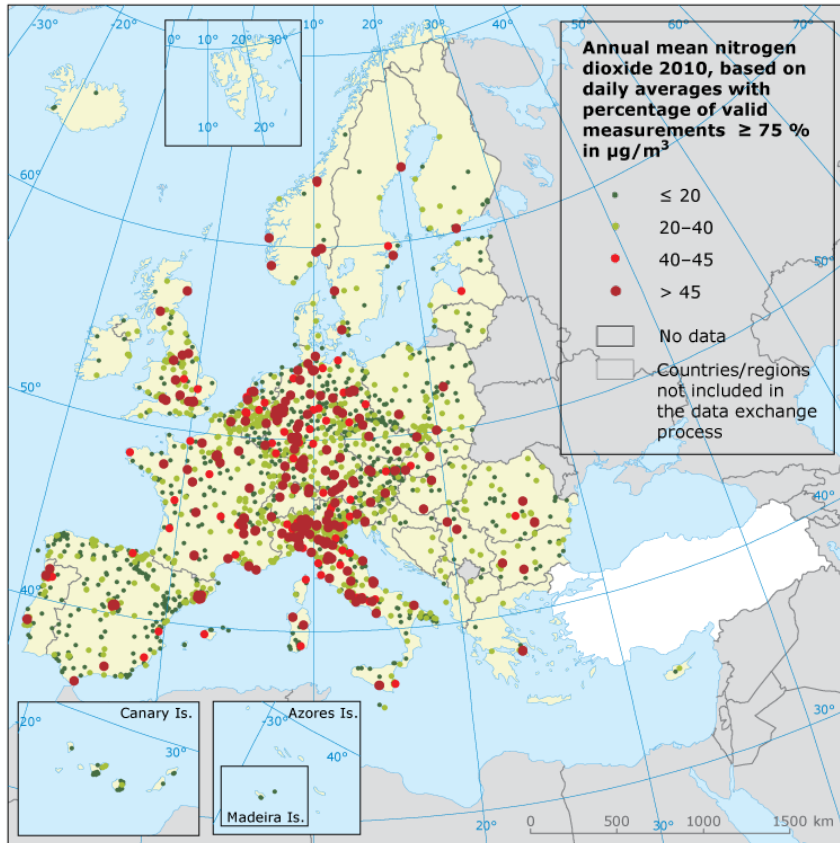 -30°
-20°
-10°
0°
10°
20°
30°
40°
50°
60°
70°
0° 10° 20° 30°
10° 20°
60°
50°
40°
50°
40°
30°
Annual mean nitrogen
dioxide 2010, based on
daily averages with
percentage of valid
measurements ≥ 75 %
in µg/m³
≤ 20
20–40
40–45
> 45
No data
Countries/regions
not included in
the data exchange
process
Canary Is.
-20°
30°
Azores Is.
-30°
40°
Madeira Is.
20°
30°
40°
0 500 1000 1500 km